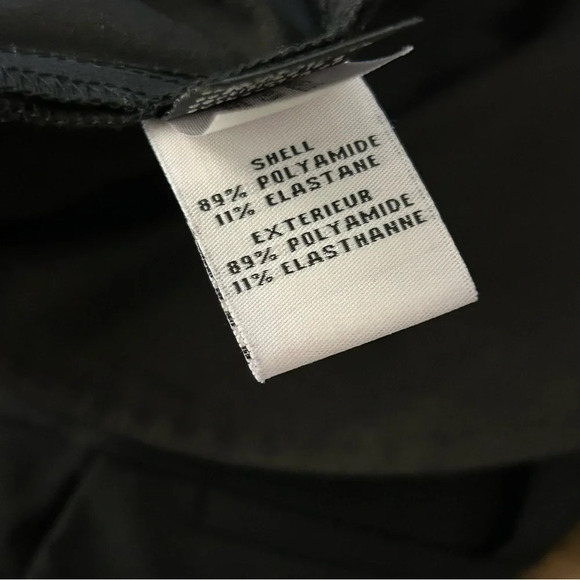 SHELL
89% POLYAMIDE
11% ELASTANE
EXTERIEUR
89% POLYAMIDE
11% ELASTHANNE